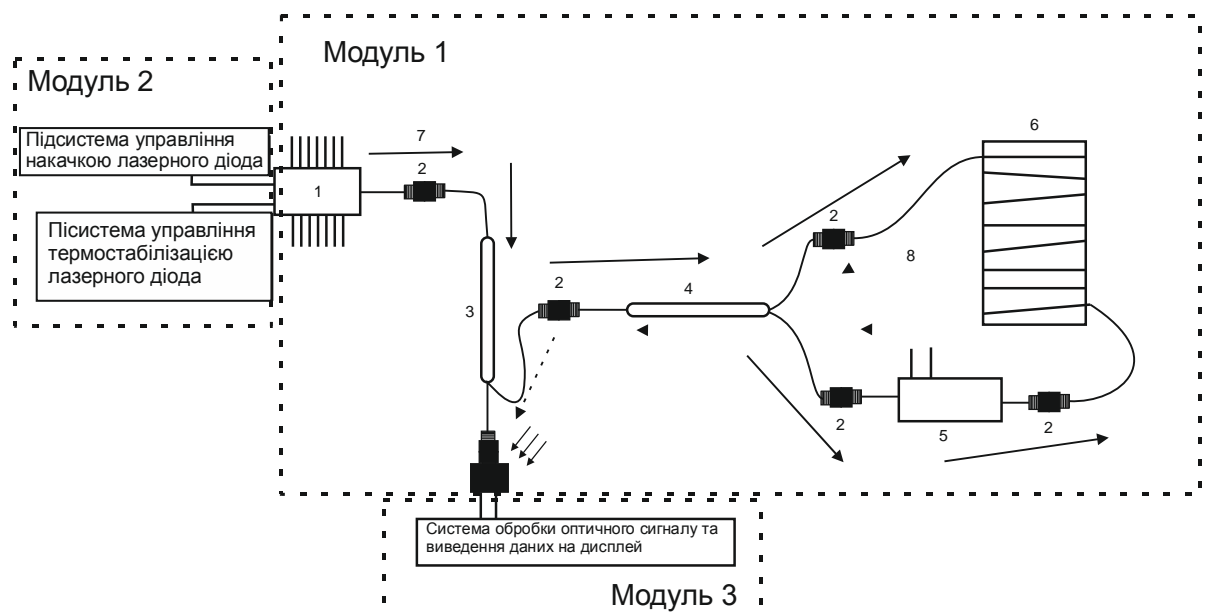 Модуль 1
Модуль 2
Підсистема управління
накачкою лазерного діода
Пісистема управління
термостабілізацією
лазерного діода
1
7
2
3
2
4
2
6
8
2
5
2
Система обробки оптичного сигналу та
виведення даних на дисплей
Модуль 3